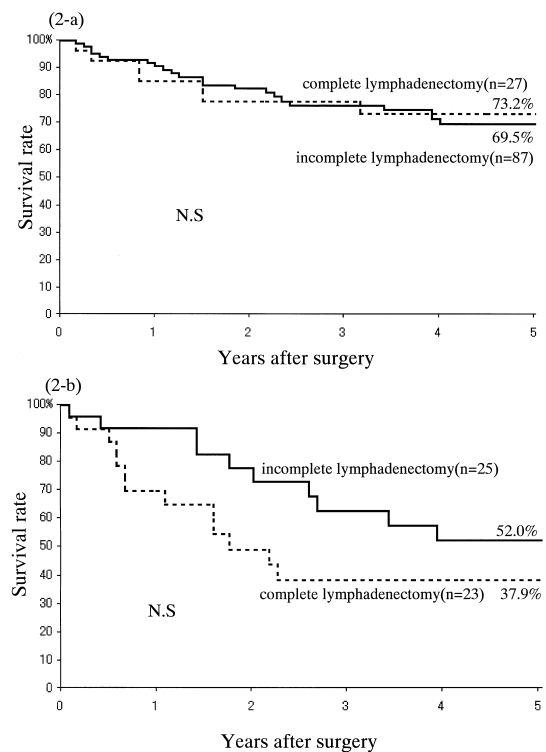 (2-a)
100%
90
80
70
60
50
40
30
20
10
0
Survival rate
complete lymphadenectomy(n=27)
73.2%
69.5%
incomplete lymphadenectomy(n=87)
N.S
0 1 2 3 4 5
Years after surgery
(2-b)
100%
90
80
70
60
50
40
30
20
10
0
Survival rate
incomplete lymphadenectomy(n=25)
52.0%
complete lymphadenectomy(n=23) 37.9%
N.S
0 1 2 3 4 5
Years after surgery